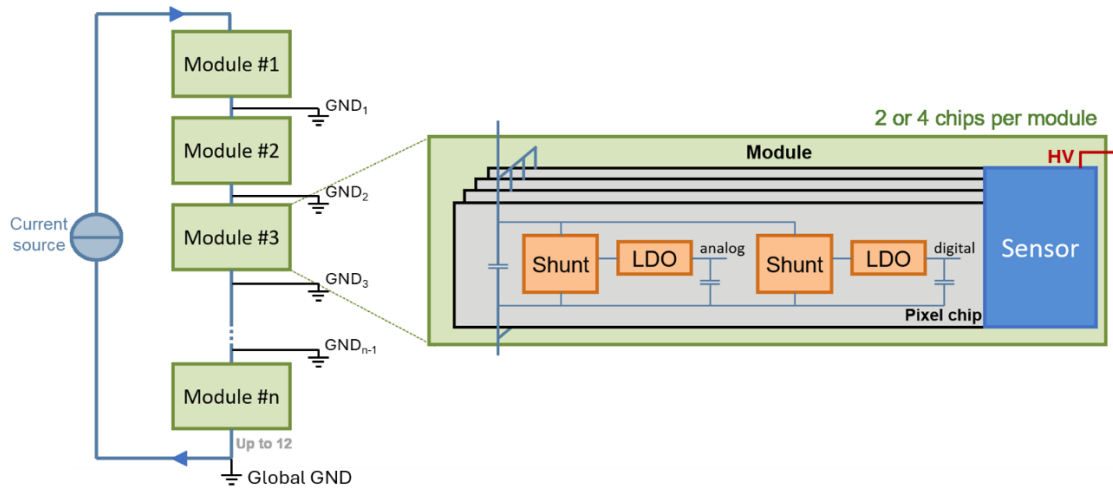 Module #1
GND₁
Module #2
GND₂
Module #3
GND₃
GNDₙ₋₁
Module #n
Up to 12
Global GND
Current
source
2 or 4 chips per module
Module
HV
Shunt
LDO
analog
Shunt
LDO
digital
Sensor
Pixel chip